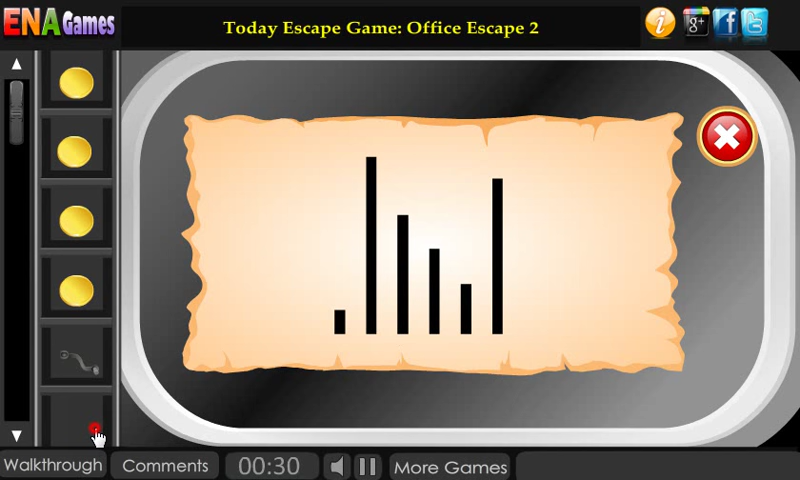 ENA Games
Today Escape Game: Office Escape 2
i
g+
f
t
Walkthrough
Comments
00:30
More Games